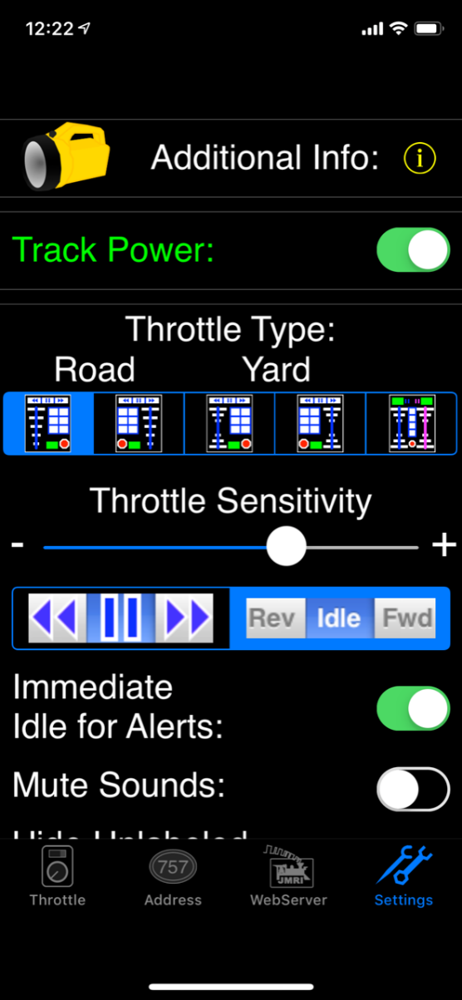 12:22
Additional Info:
Track Power:
Throttle Type:
Road Yard
Throttle Sensitivity
- +
Rev Idle Fwd
Immediate
Idle for Alerts:
Mute Sounds:
Hide Unlabeled
757
JMRI
Throttle Address WebServer Settings